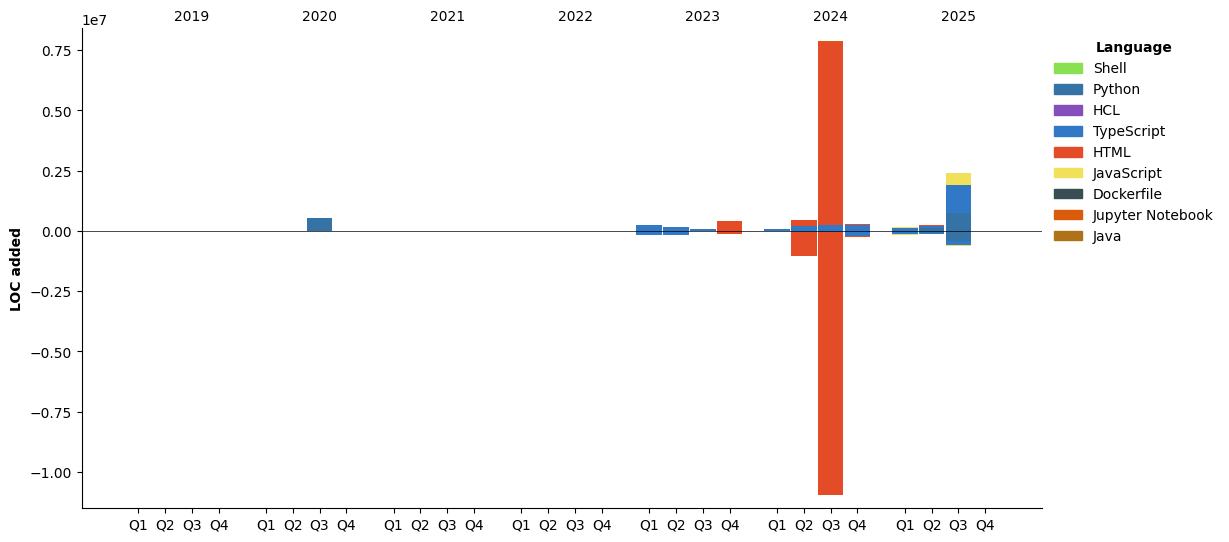 2019 2020 2021 2022 2023 2024 2025
1e7
0.75
0.50
0.25
0.00
−0.25
−0.50
−0.75
−1.00
LOC added
Q1 Q2 Q3 Q4 Q1 Q2 Q3 Q4 Q1 Q2 Q3 Q4 Q1 Q2 Q3 Q4 Q1 Q2 Q3 Q4 Q1 Q2 Q3 Q4 Q1 Q2 Q3 Q4
Language
Shell
Python
HCL
TypeScript
HTML
JavaScript
Dockerfile
Jupyter Notebook
Java